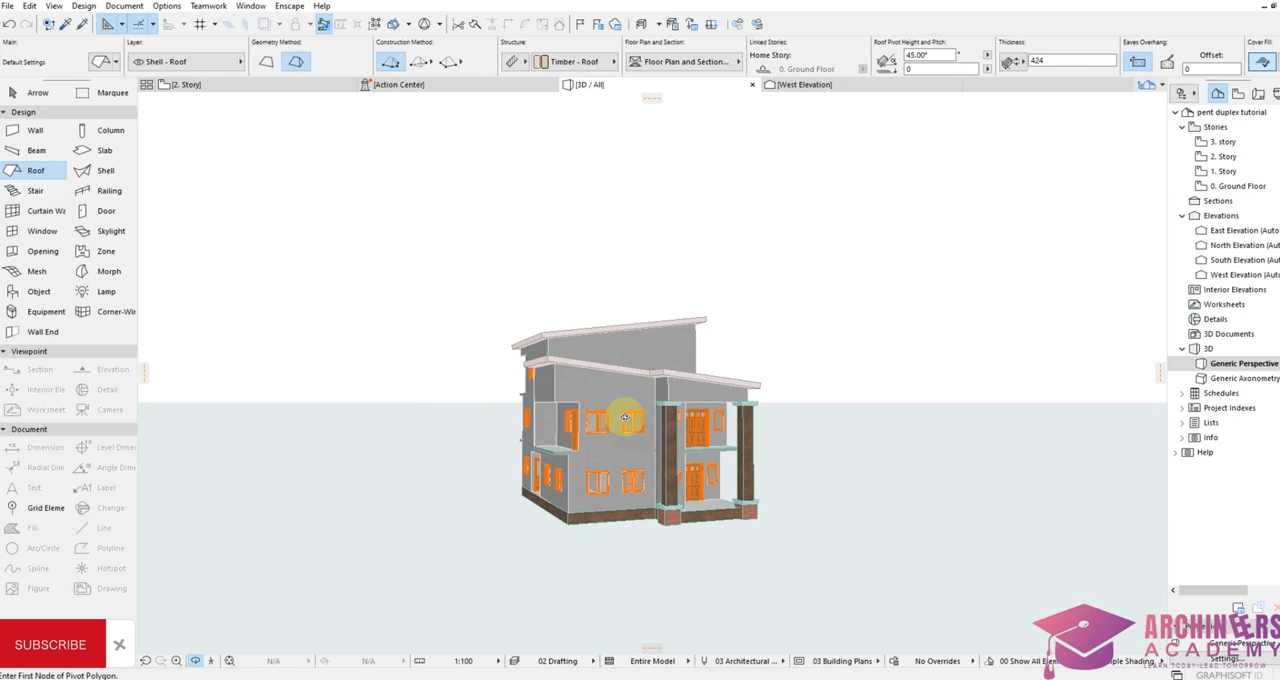 File Edit View Design Document Options Teamwork Window Enscape Help
Main: Layer: Geometry Method: Construction Method: Structure: Floor Plan and Section: Linked Stories: Roof Pivot Height and Pitch: Thickness: Eaves Overhang: Cover Fill
Default Settings Shell - Roof Timber - Roof Floor Plan and Section... Home Story: 0. Ground Floor 45.00° 0 424 Offset: 0
[2. Story] [Action Center] [3D / All] [West Elevation]
Arrow Marquee
Design
Wall Column
Beam Slab
Roof Shell
Stair Railing
Curtain Wa Door
Window Skylight
Opening Zone
Mesh Morph
Object Lamp
Equipment Corner-Wi
Wall End
Viewpoint
Section Elevation
Interior Ele Detail
Worksheet Camera
Document
Dimension Level Dime
Radial Dim Angle Dime
Text Label
Grid Eleme Change
Fill Line
Arc/Circle Polyline
Spline Hotspot
Figure Drawing
pent duplex tutorial
Stories
3. story
2. Story
1. Story
0. Ground Floor
Sections
Elevations
East Elevation (Auto
North Elevation (Aut
South Elevation (Aut
West Elevation (Auto
Interior Elevations
Worksheets
Details
3D Documents
3D
Generic Perspective
Generic Axonometry
Schedules
Project Indexes
Lists
Info
Help
SUBSCRIBE
ARCHINEERS
ACADEMY
LEARN TODAY-LEAD TOMORROW
N/A N/A 1:100 02 Drafting Entire Model 03 Architectural ... 03 Building Plans No Overrides 00 Show All Ele
Settings...
Enter First Node of Pivot Polygon.
GRAPHISOFT ID